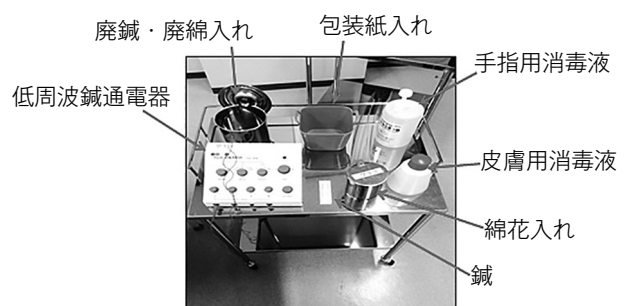 廃鍼・廃綿入れ
包装紙入れ
手指用消毒液
低周波鍼通電器
皮膚用消毒液
綿花入れ
鍼